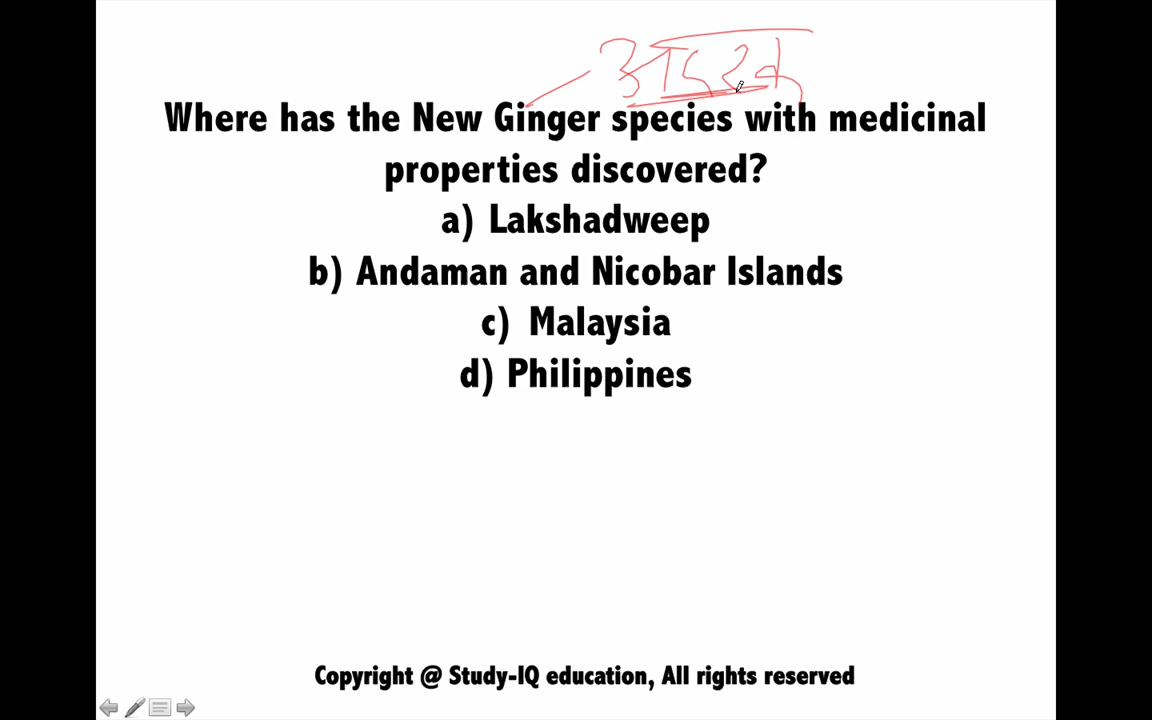 अदरक
Where has the New Ginger species with medicinal
properties discovered?
a) Lakshadweep
b) Andaman and Nicobar Islands
c) Malaysia
d) Philippines
Copyright @ Study-IQ education, All rights reserved